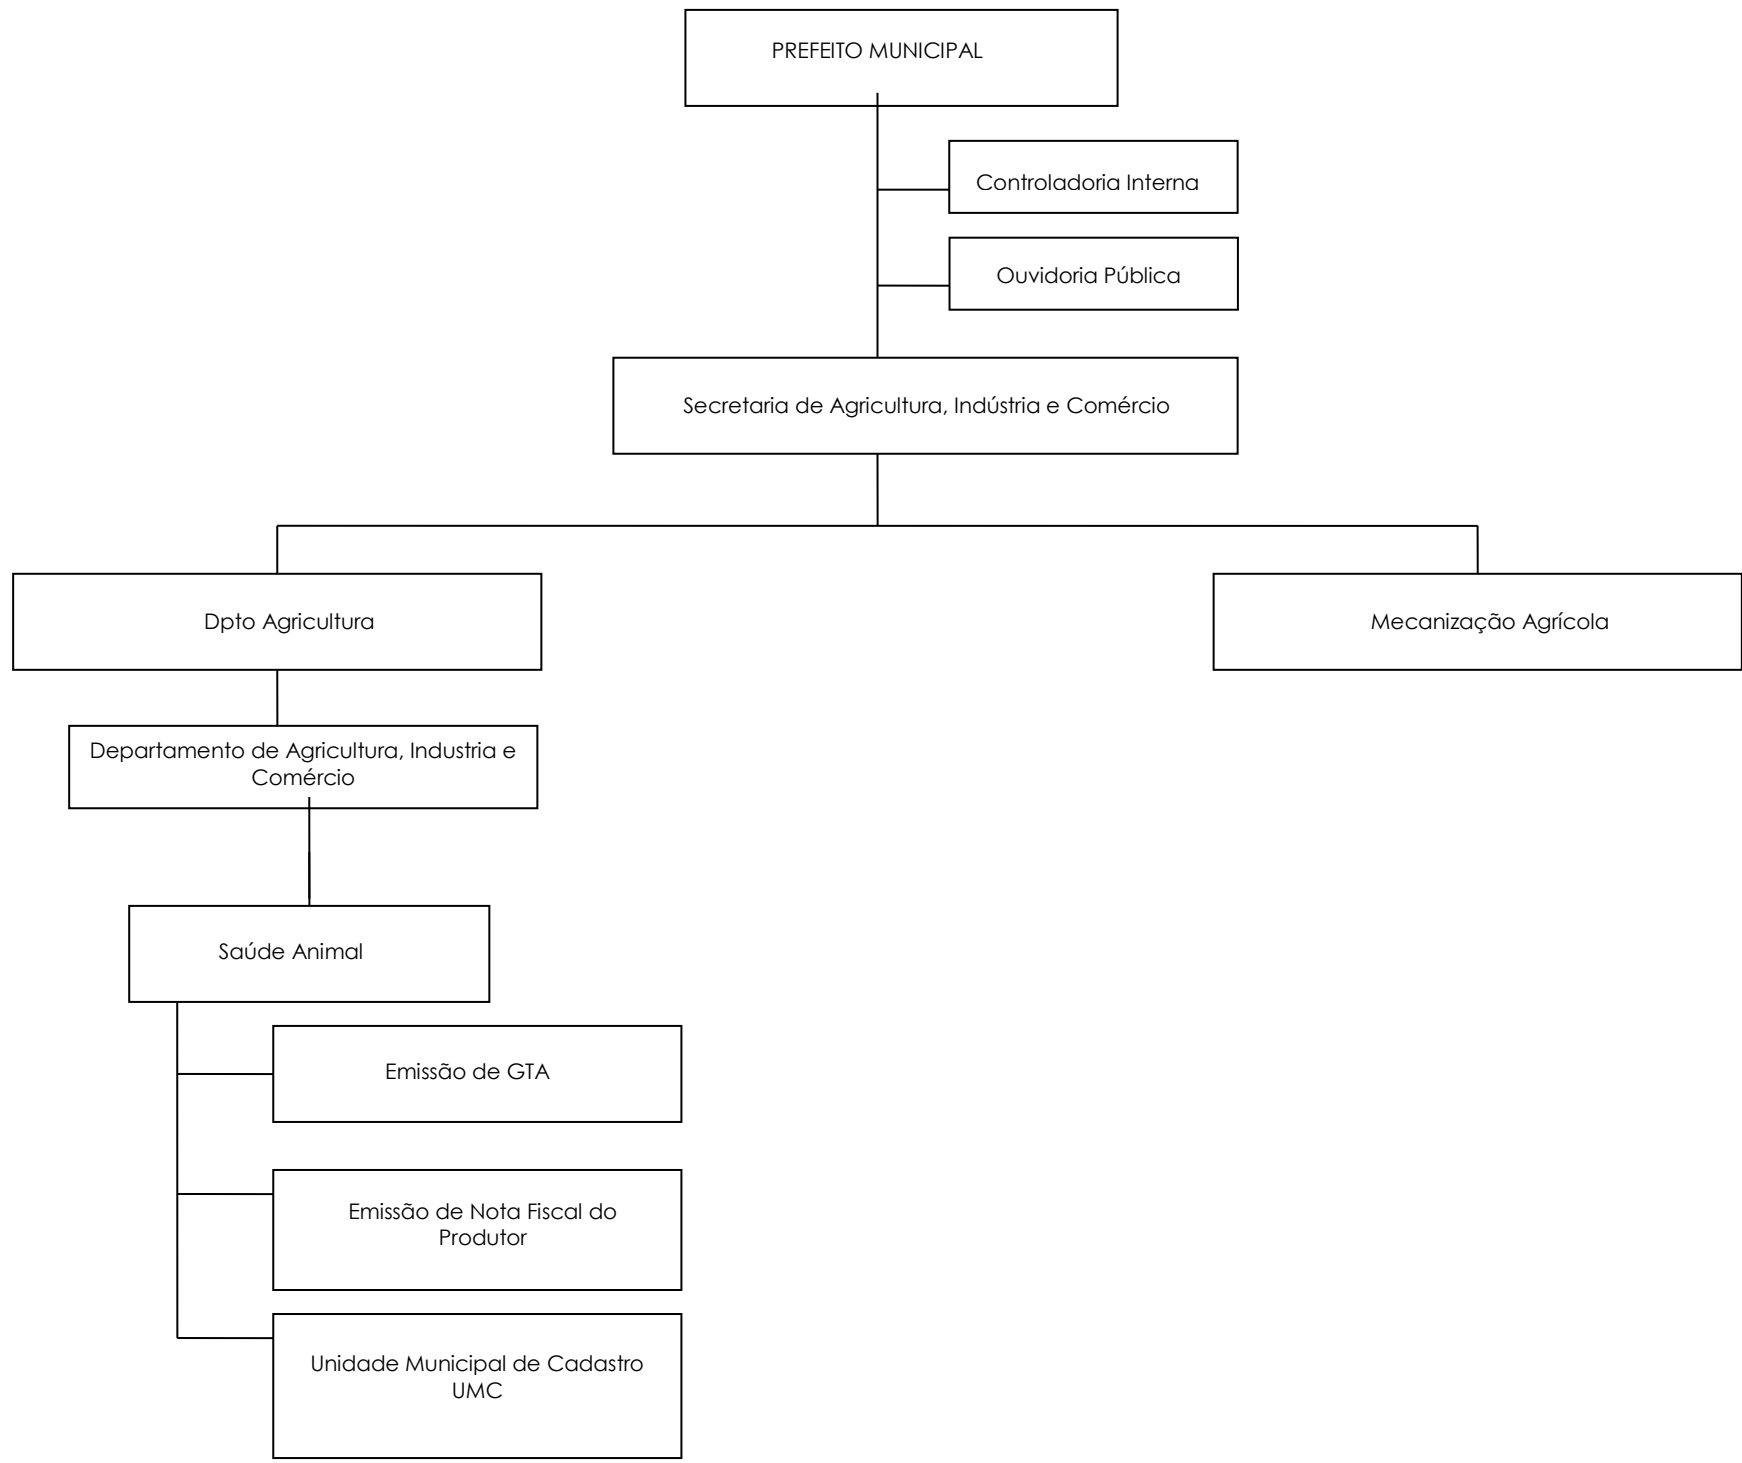 PREFEITO MUNICIPAL
Controladoria Interna
Ouvidoria Pública
Secretaria de Agricultura, Indústria e Comércio
Dpto Agricultura
Mecanização Agrícola
Departamento de Agricultura, Industria e
Comércio
Saúde Animal
Emissão de GTA
Emissão de Nota Fiscal do
Produtor
Unidade Municipal de Cadastro
UMC